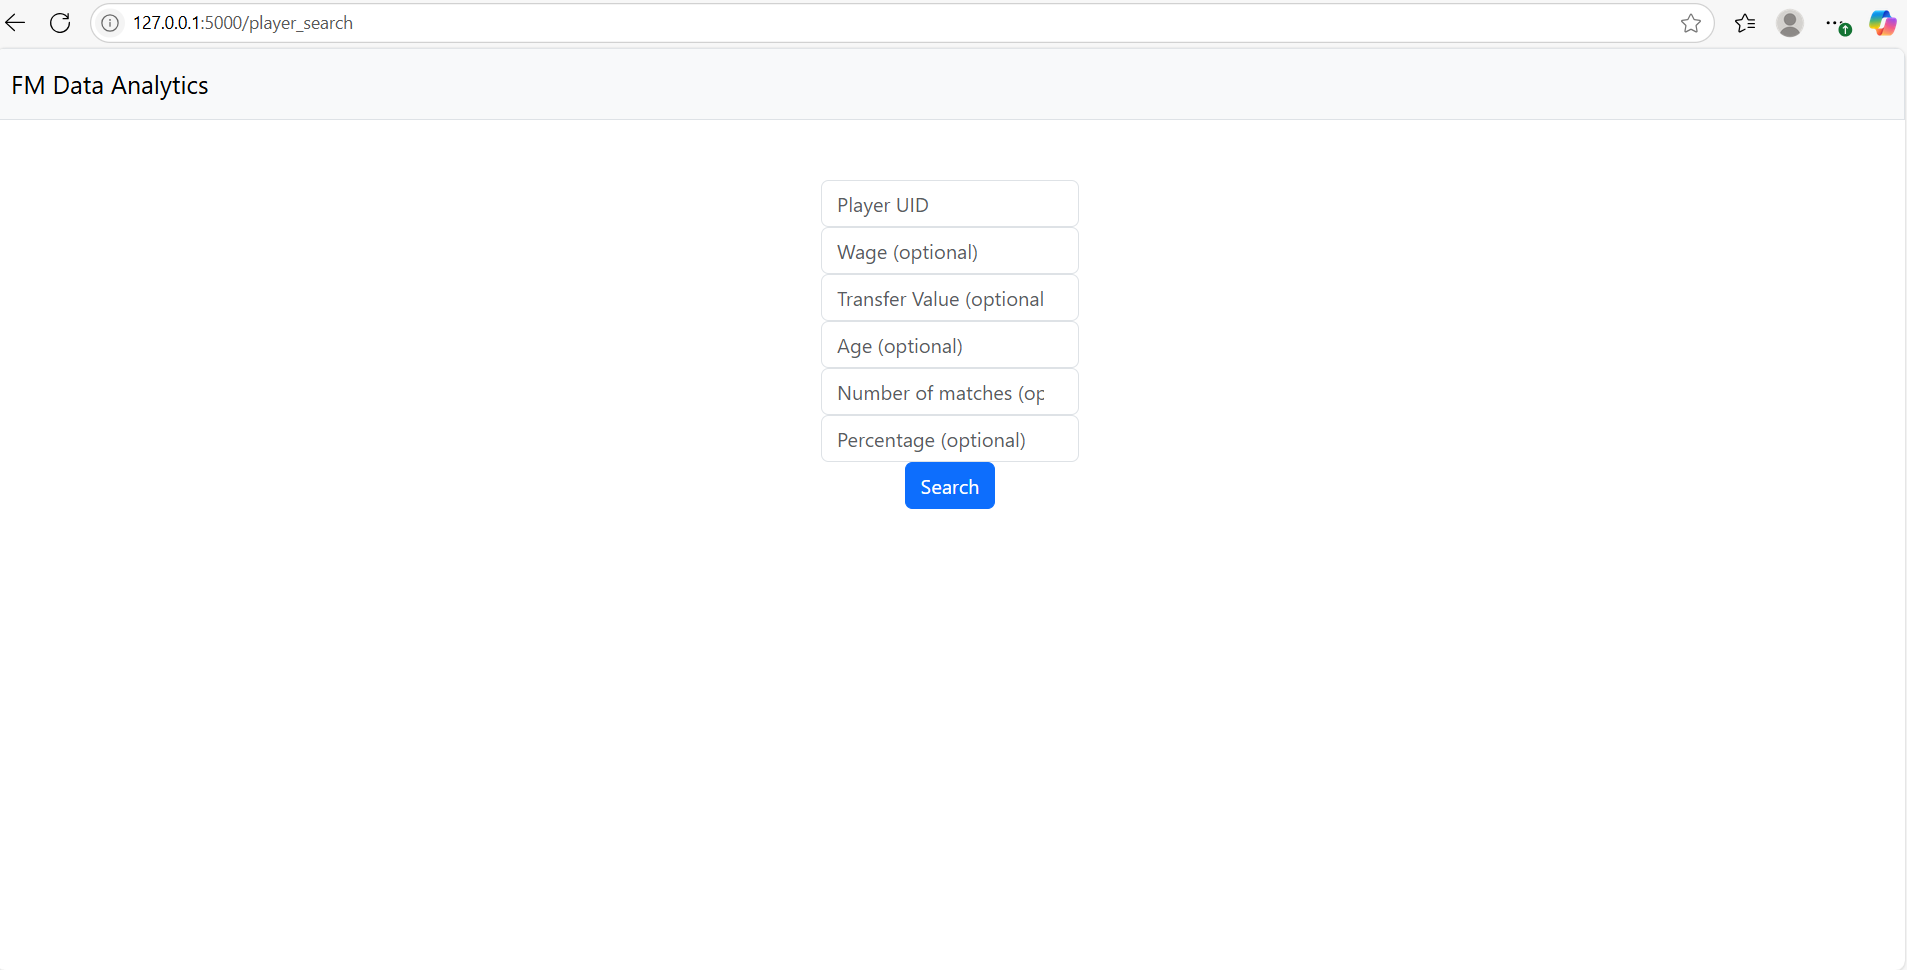 127.0.0.1:5000/player_search
FM Data Analytics
Player UID
Wage (optional)
Transfer Value (optional
Age (optional)
Number of matches (op
Percentage (optional)
Search